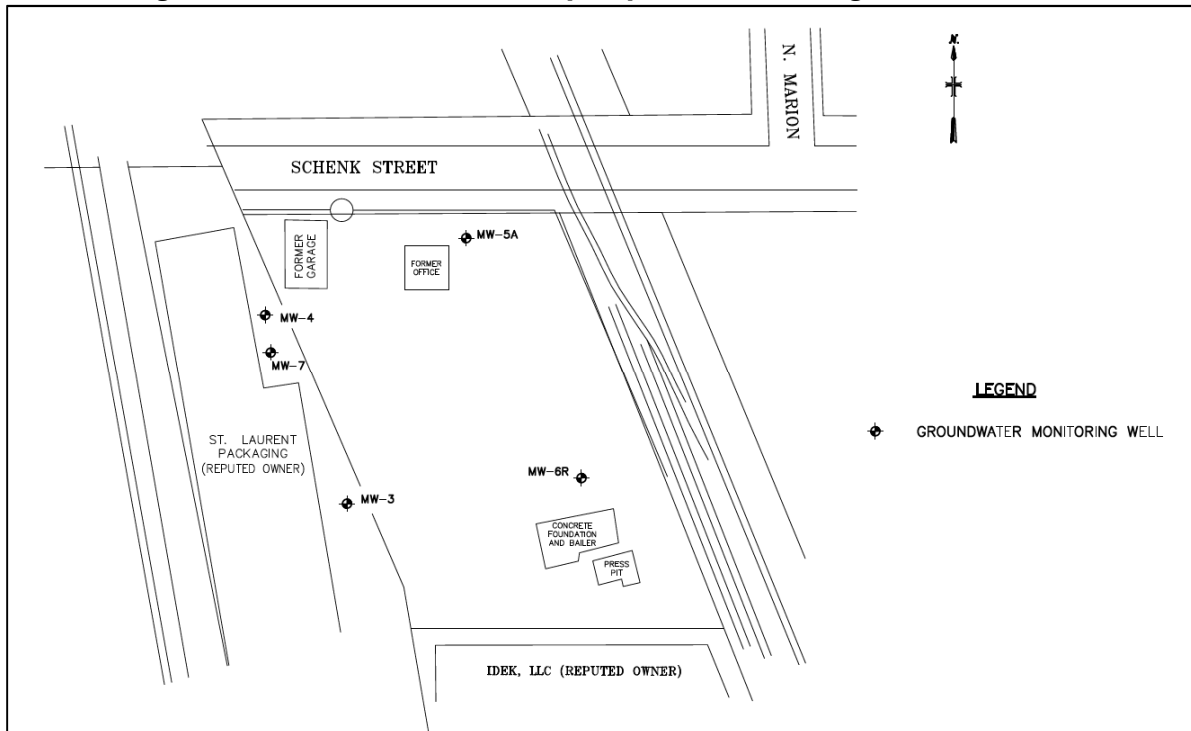 N.
N. MARION
SCHENK STREET
FORMER
GARAGE
MW-5A
FORMER
OFFICE
MW-4
MW-7
LEGEND
GROUNDWATER MONITORING WELL
ST. LAURENT
PACKAGING
(REPUTED OWNER)
MW-6R
MW-3
CONCRETE
FOUNDATION
AND BAILER
PRESS
PIT
IDEK, LLC (REPUTED OWNER)